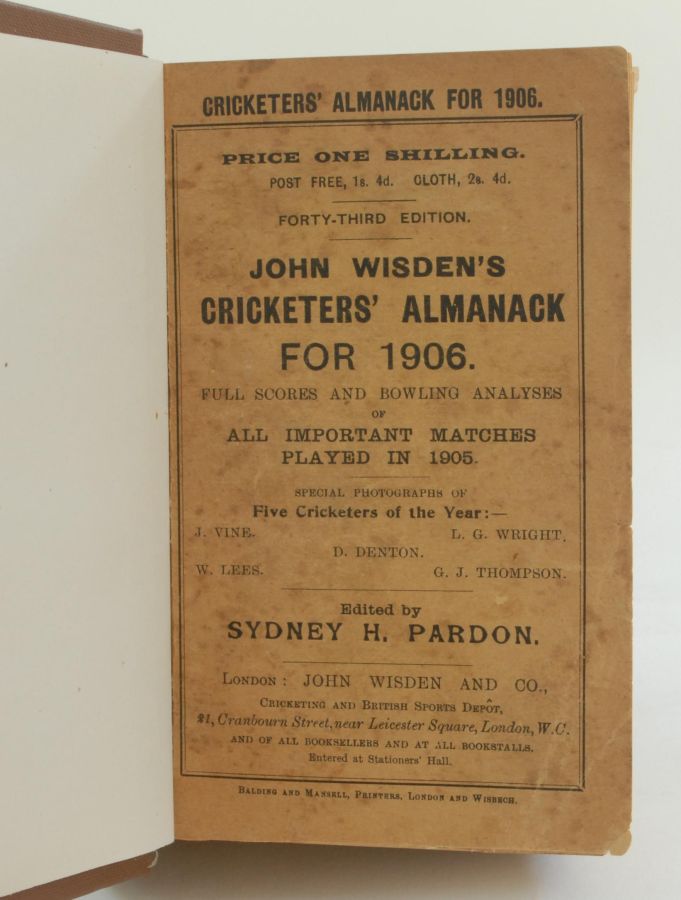 CRICKETERS' ALMANACK FOR 1906.
PRICE ONE SHILLING.
POST FREE, 1s. 4d. CLOTH, 2s. 4d.
FORTY-THIRD EDITION.
JOHN WISDEN'S
CRICKETERS' ALMANACK
FOR 1906.
FULL SCORES AND BOWLING ANALYSES
OF
ALL IMPORTANT MATCHES
PLAYED IN 1905.
SPECIAL PHOTOGRAPHS OF
Five Cricketers of the Year:—
J. VINE. L. G. WRIGHT.
D. DENTON.
W. LEES. G. J. THOMPSON.
Edited by
SYDNEY H. PARDON.
LONDON: JOHN WISDEN AND CO.,
CRICKETING AND BRITISH SPORTS DEPÔT,
21, Cranbourn Street, near Leicester Square, London, W.C.
AND OF ALL BOOKSELLERS AND AT ALL BOOKSTALLS.
Entered at Stationers' Hall.
BALDING AND MANSELL, PRINTERS, LONDON AND WISBECH.